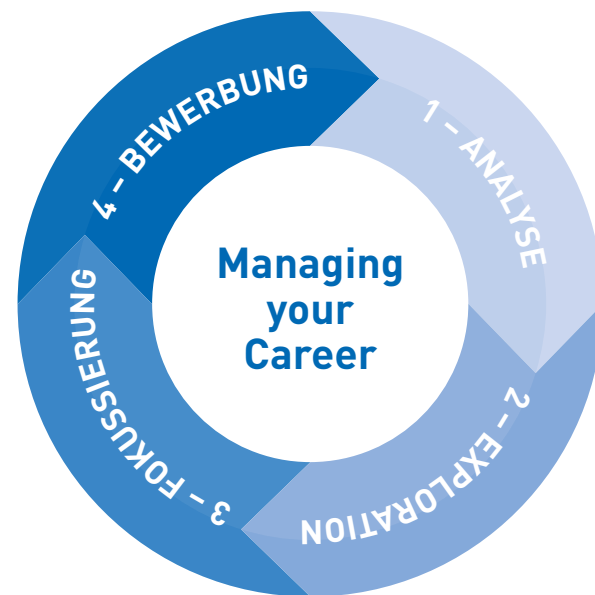 1 – ANALYSE
2 – EXPLORATION
3 – FOKUSSIERUNG
4 – BEWERBUNG
Managing
your
Career